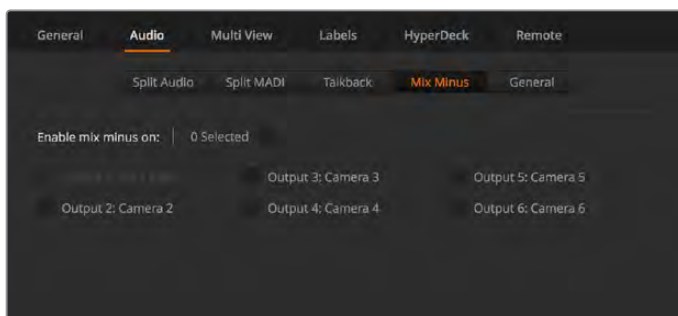 General Audio Multi View Labels HyperDeck Remote
Split Audio Split MADI Talkback Mix Minus General
Enable mix minus on: 0 Selected
Output 3: Camera 3 Output 5: Camera 5
Output 2: Camera 2 Output 4: Camera 4 Output 6: Camera 6